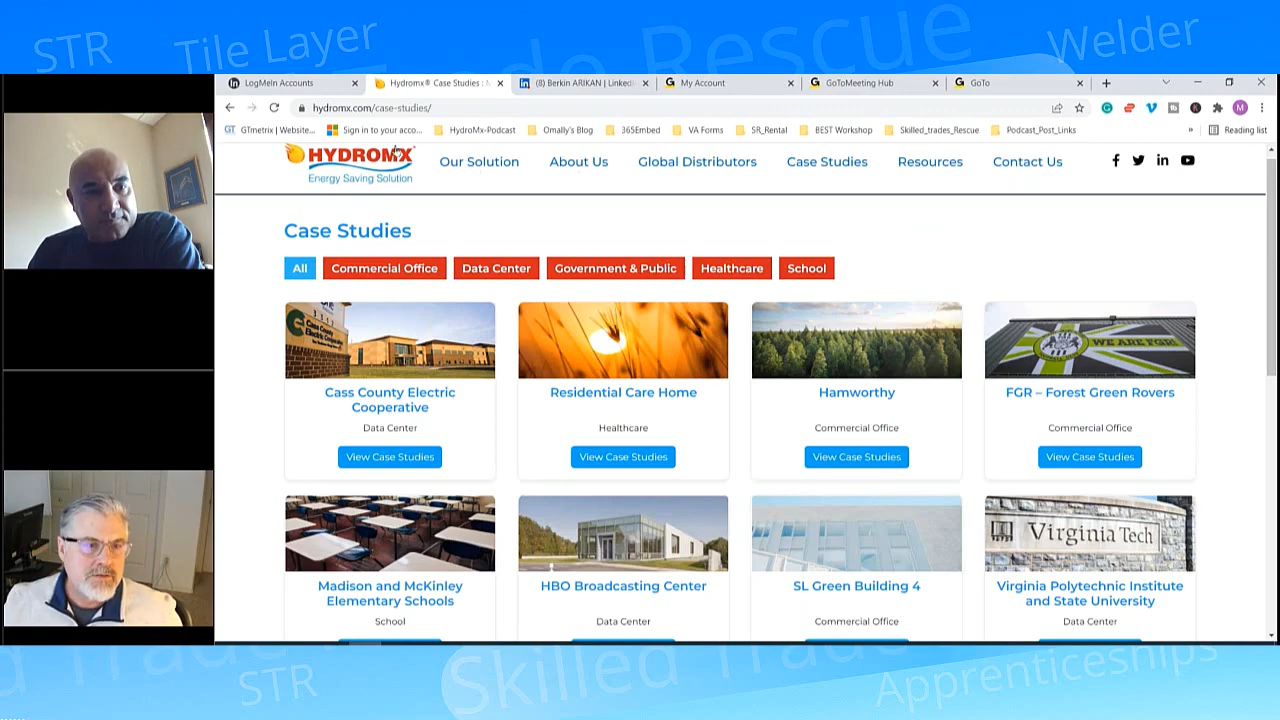 STR
Tile Layer
Trade Rescue
Welder
LogMeIn Accounts
Hydromx® Case Studies :
(8) Berkin ARIKAN | LinkedI
My Account
GoToMeeting Hub
GoTo
hydromx.com/case-studies/
GTmetrix | Website...
Sign in to your acco...
HydroMx-Podcast
Omally's Blog
365Embed
VA Forms
SR_Rental
BEST Workshop
Skilled_trades_Rescue
Podcast_Post_Links
»
Reading list
HYDROMX
Energy Saving Solution
Our Solution
About Us
Global Distributors
Case Studies
Resources
Contact Us
Case Studies
All
Commercial Office
Data Center
Government & Public
Healthcare
School
Cass County
Electric
Cooperative
WE ARE FGR!
Cass County Electric
Cooperative
Residential Care Home
Hamworthy
FGR – Forest Green Rovers
Data Center
Healthcare
Commercial Office
Commercial Office
View Case Studies
View Case Studies
View Case Studies
View Case Studies
Virginia Tech
Madison and McKinley
Elementary Schools
HBO Broadcasting Center
SL Green Building 4
Virginia Polytechnic Institute
and State University
School
Data Center
Commercial Office
Data Center
STR
Skilled Trade
Apprenticeships